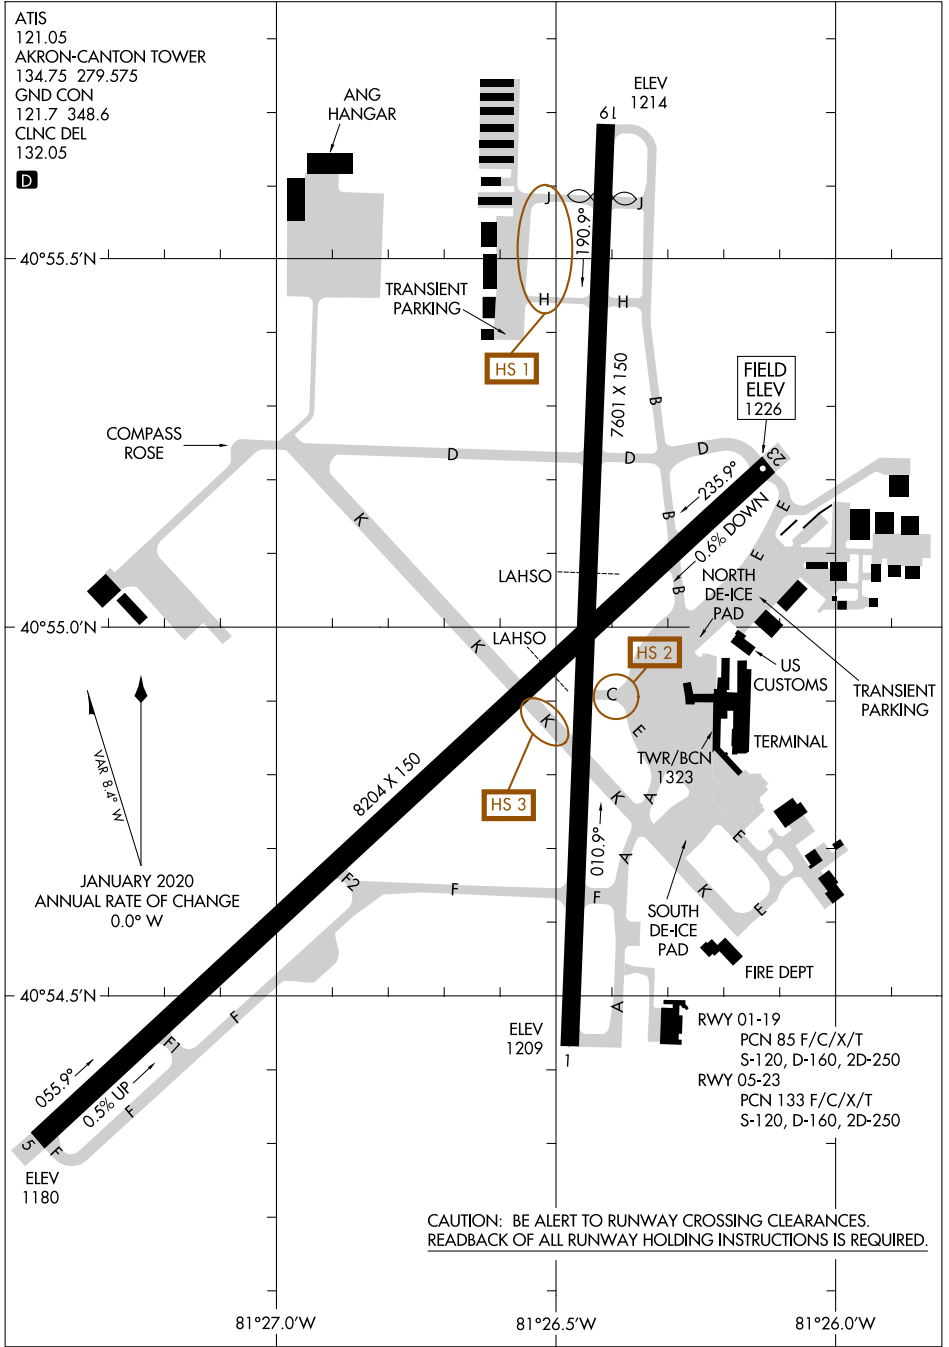 ATIS
121.05
AKRON-CANTON TOWER
134.75 279.575
GND CON
121.7 348.6
CLNC DEL
132.05
D
ANG
HANGAR
ELEV
1214
19
J
J
190.9°
40°55.5'N
TRANSIENT
PARKING
H
H
HS 1
7601 X 150
FIELD
ELEV
1226
B
COMPASS
ROSE
D
D
D
23
235.9°
0.6% DOWN
K
B
E
E
LAHSO
NORTH
DE-ICE
PAD
B
40°55.0'N
LAHSO
K
HS 2
US
CUSTOMS
TRANSIENT
PARKING
C
K
E
TWR/BCN
1323
TERMINAL
VAR 8.4° W
8204 X 150
HS 3
K
A
E
010.9°
A
JANUARY 2020
ANNUAL RATE OF CHANGE
0.0° W
F2
F
F
K
E
SOUTH
DE-ICE
PAD
FIRE DEPT
40°54.5'N
F
A
ELEV
1209
1
RWY 01-19
PCN 85 F/C/X/T
S-120, D-160, 2D-250
RWY 05-23
PCN 133 F/C/X/T
S-120, D-160, 2D-250
F1
055.9°
0.5% UP
F
5
F
ELEV
1180
CAUTION: BE ALERT TO RUNWAY CROSSING CLEARANCES.
READBACK OF ALL RUNWAY HOLDING INSTRUCTIONS IS REQUIRED.
81°27.0'W
81°26.5'W
81°26.0'W